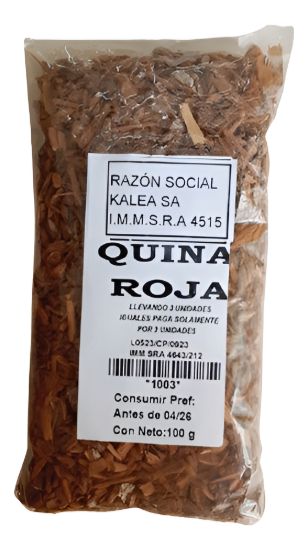 RAZÓN SOCIAL
KALEA SA
I.M.M.S.R.A 4515
QUINA
ROJA
LLEVANDO 3 UNIDADES
IGUALES PAGA SOLAMENTE
POR 2 UNIDADES
L0523/CP/0923
IMM SRA 4643/212
*1003*
Consumir Pref:
Antes de 04/26
Con Neto:100 g